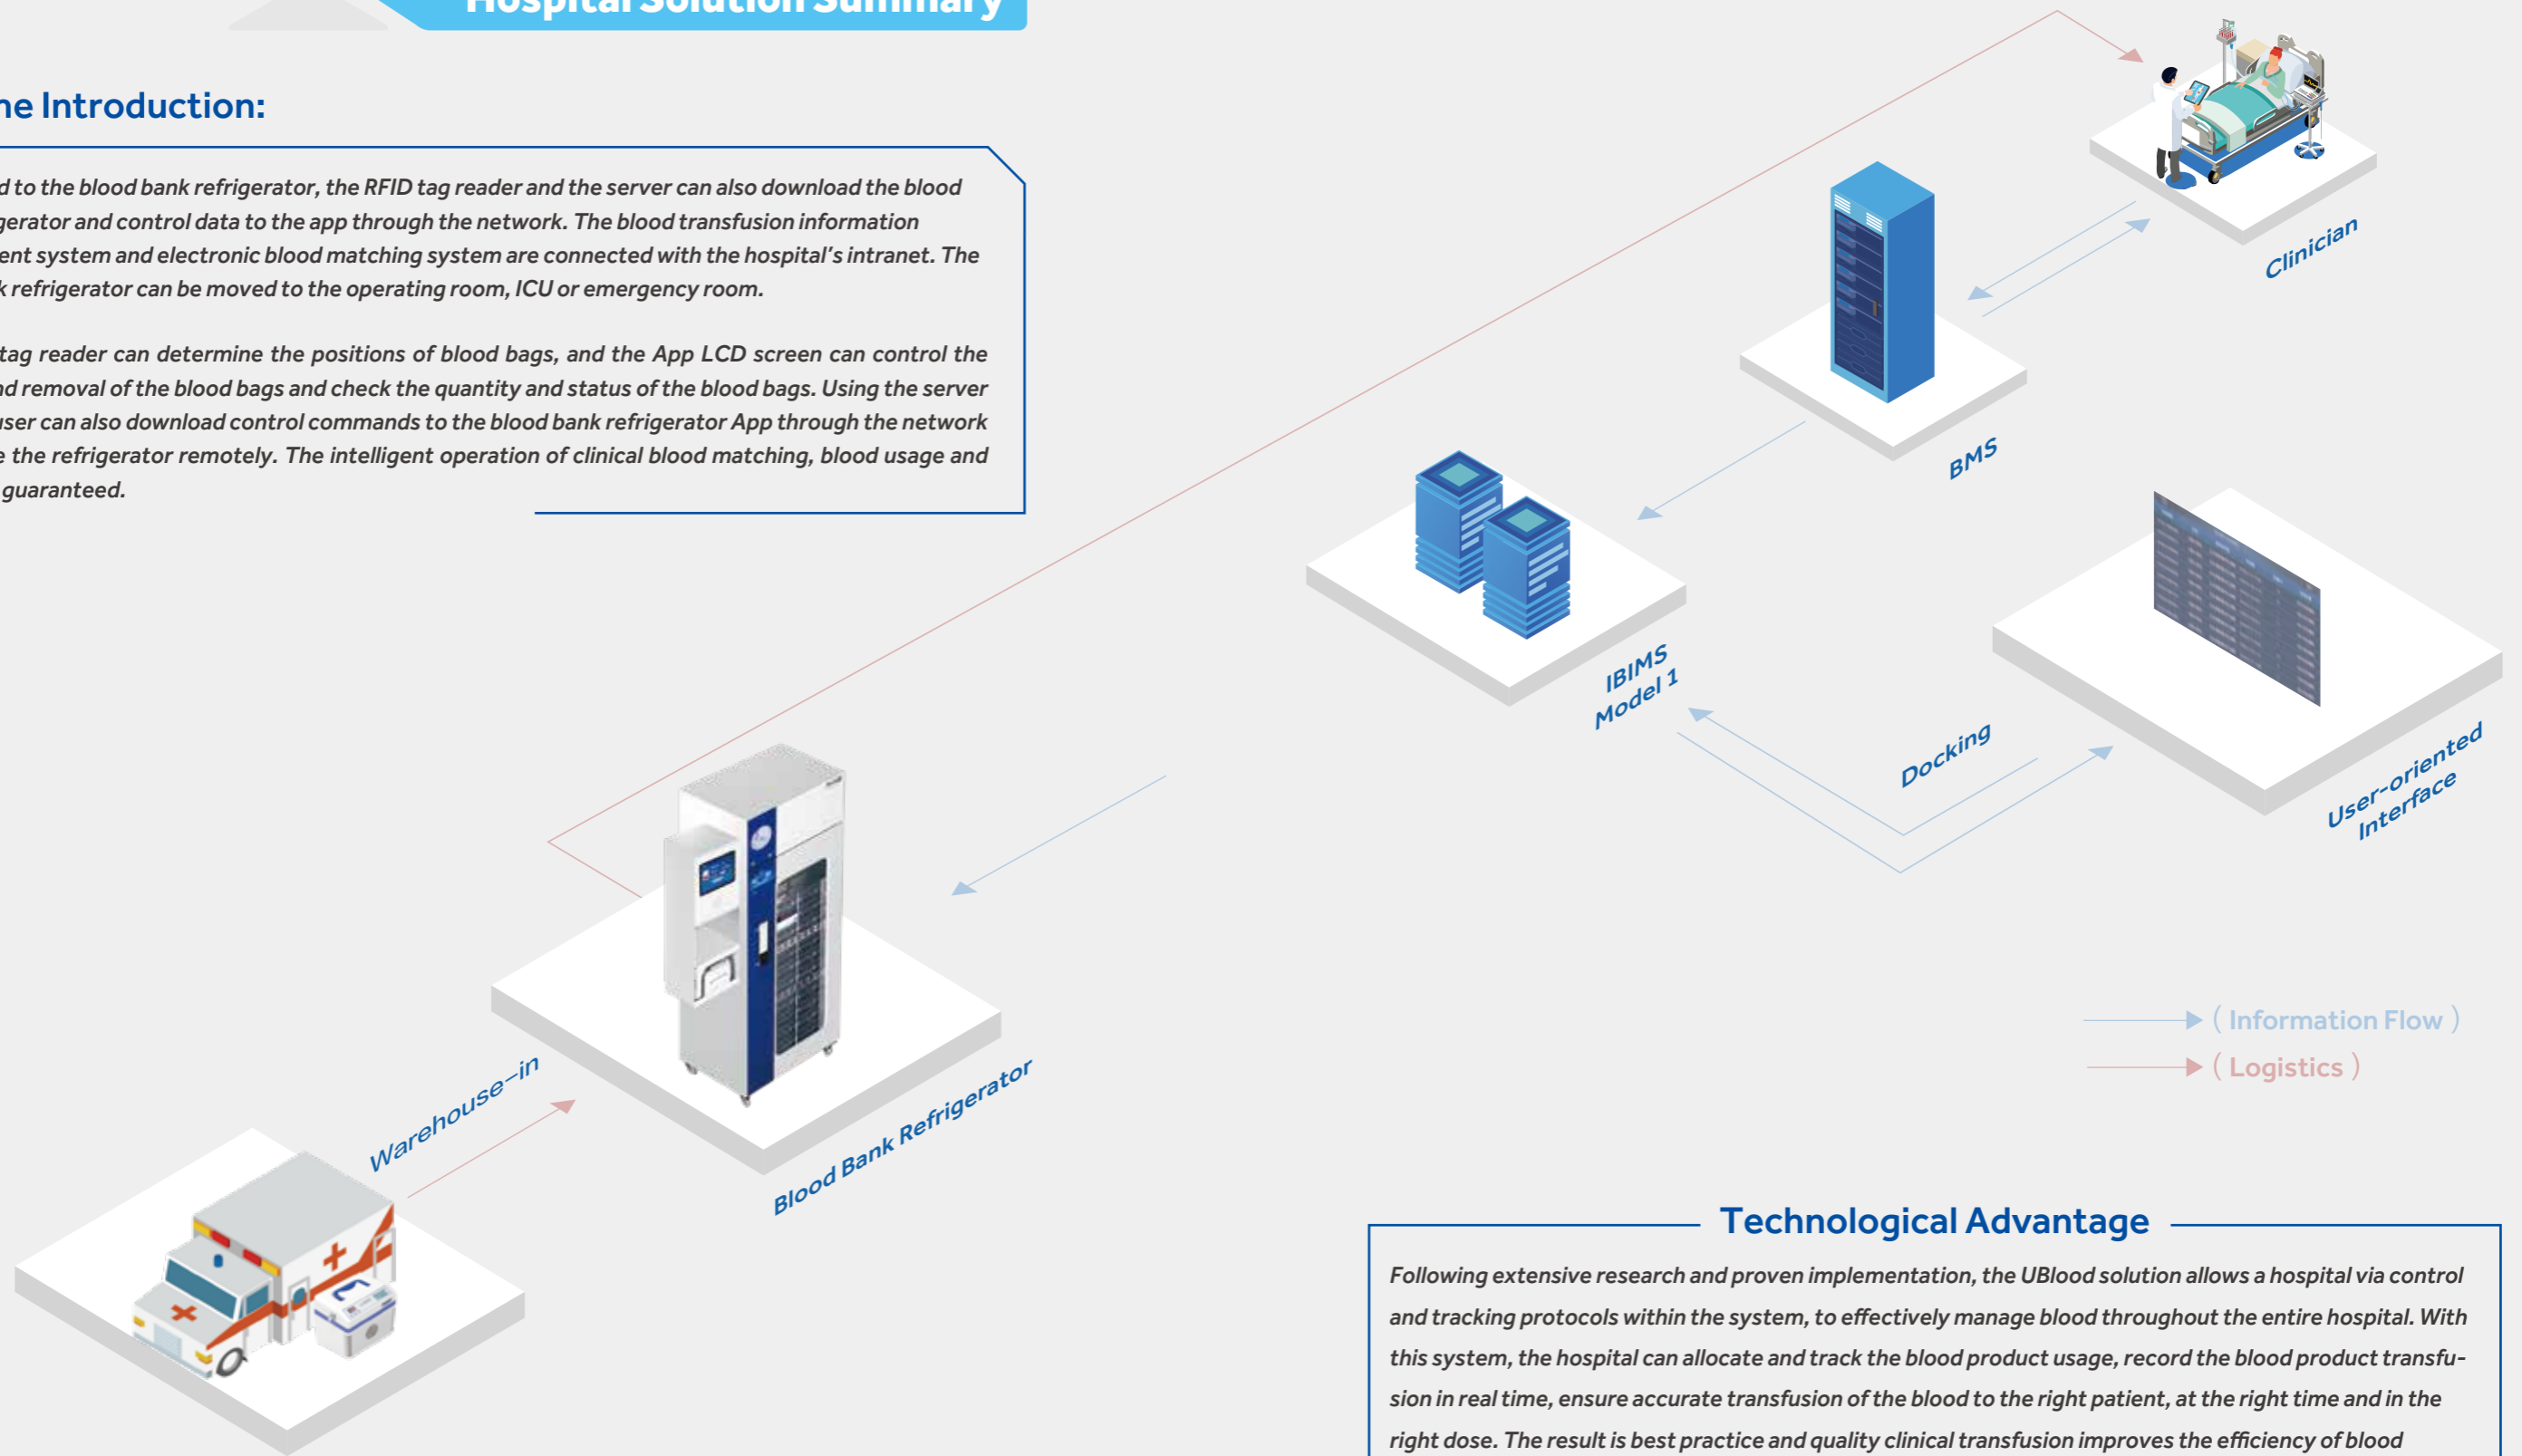 Hospital Solution Summary
Introduction:
to the blood bank refrigerator, the RFID tag reader and the server can also download the blood
and control data to the app through the network. The blood transfusion information
system and electronic blood matching system are connected with the hospital's intranet. The
refrigerator can be moved to the operating room, ICU or emergency room.
tag reader can determine the positions of blood bags, and the App LCD screen can control the
removal of the blood bags and check the quantity and status of the blood bags. Using the server
user can also download control commands to the blood bank refrigerator App through the network
the refrigerator remotely. The intelligent operation of clinical blood matching, blood usage and
guaranteed.
Clinician
BMS
IBIMS
Model 1
Docking
User-oriented
Interface
Warehouse-in
Blood Bank Refrigerator
( Information Flow )
( Logistics )
Technological Advantage
Following extensive research and proven implementation, the UBlood solution allows a hospital via control
and tracking protocols within the system, to effectively manage blood throughout the entire hospital. With
this system, the hospital can allocate and track the blood product usage, record the blood product transfu-
sion in real time, ensure accurate transfusion of the blood to the right patient, at the right time and in the
right dose. The result is best practice and quality clinical transfusion improves the efficiency of blood